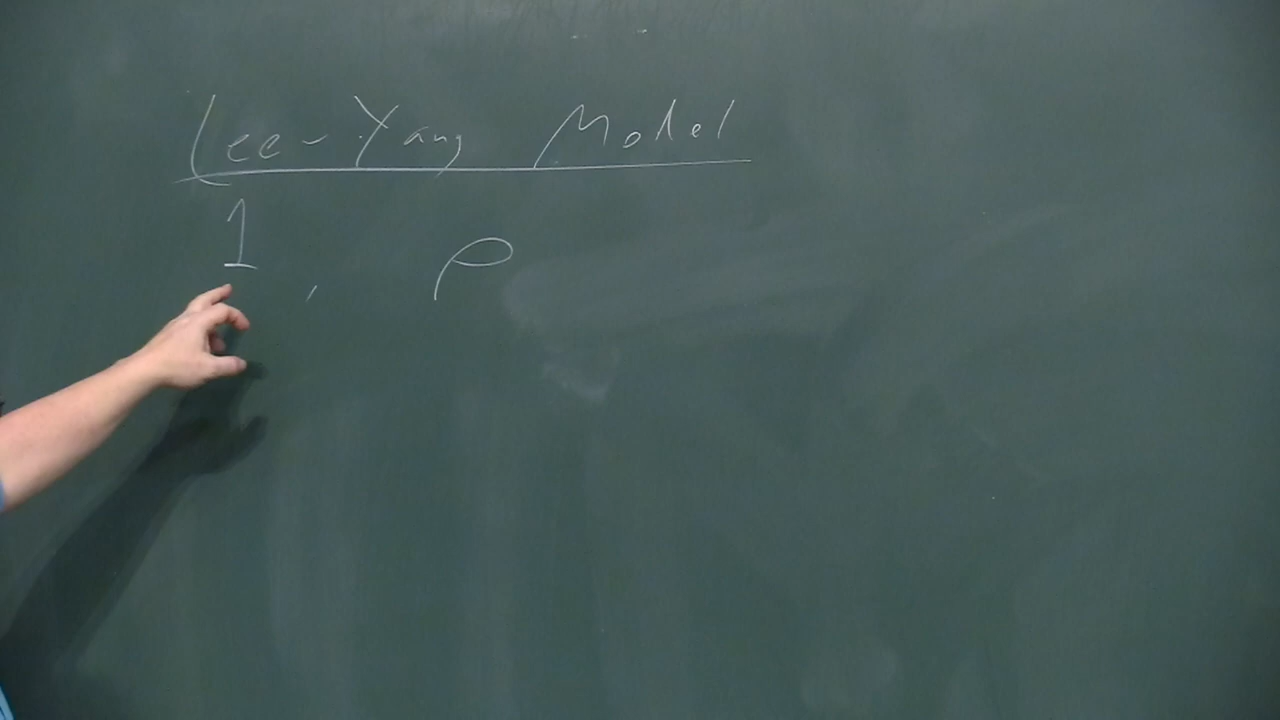 Lee-Yang Model
1 , ρ